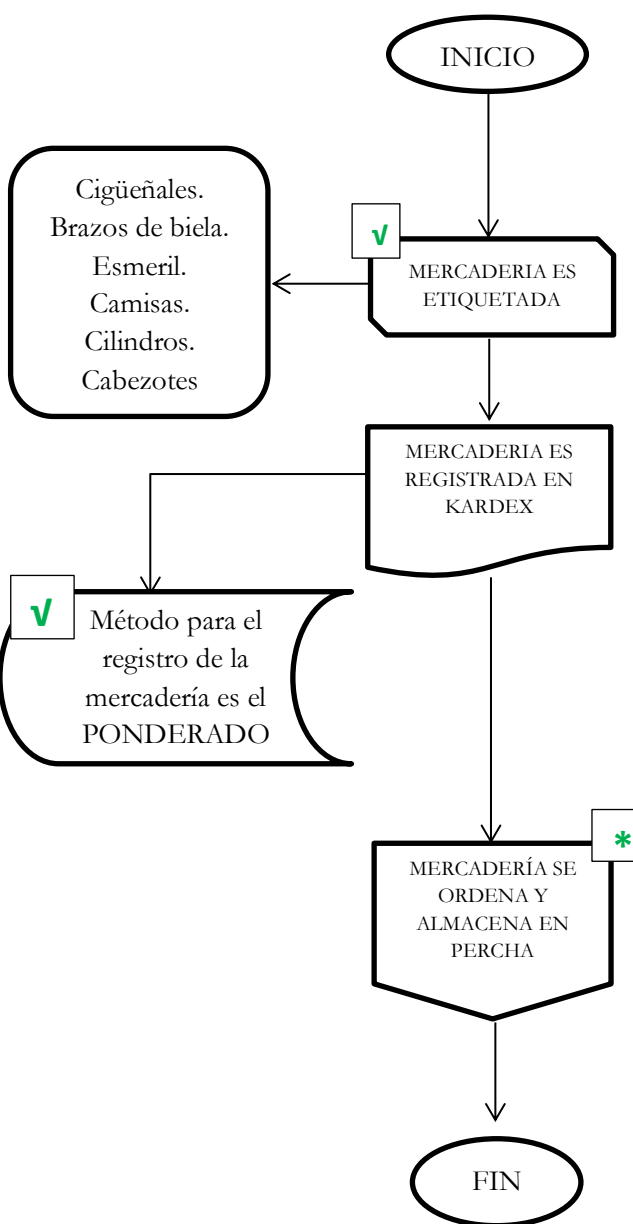 INICIO
Cigüeñales.
Brazos de biela.
Esmeril.
Camisas.
Cilindros.
Cabezotes
√
MERCADERIA ES
ETIQUETADA
MERCADERIA ES
REGISTRADA EN
KARDEX
√
Método para el
registro de la
mercadería es el
PONDERADO
*
MERCADERÍA SE
ORDENA Y
ALMACENA EN
PERCHA
FIN